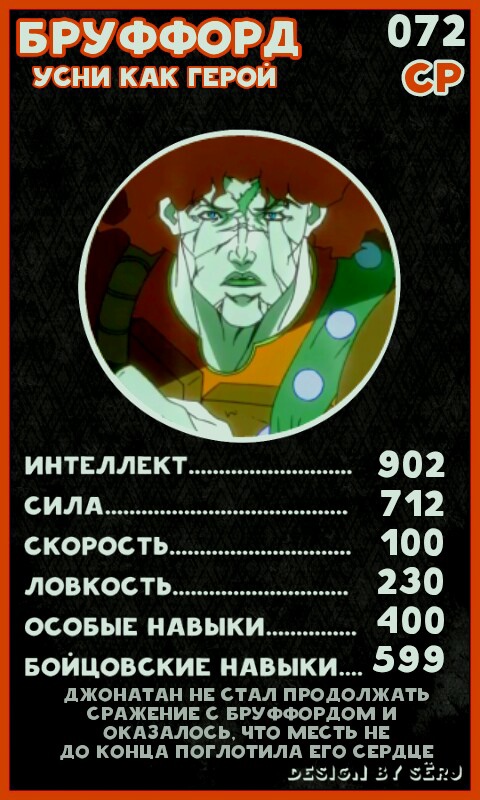 БРУФФОРД
072
УСНИ КАК ГЕРОЙ
СР
ИНТЕЛЛЕКТ..................................... 902
СИЛА....................................................... 712
СКОРОСТЬ......................................... 100
ЛОВКОСТЬ........................................ 230
ОСОБЫЕ НАВЫКИ.................... 400
БОЙЦОВСКИЕ НАВЫКИ.... 599
ДЖОНАТАН НЕ СТАЛ ПРОДОЛЖАТЬ
СРАЖЕНИЕ С БРУФФОРДОМ И
ОКАЗАЛОСЬ, ЧТО МЕСТЬ НЕ
ДО КОНЦА ПОГЛОТИЛА ЕГО СЕРДЦЕ
DESIGN BY SЁRJ